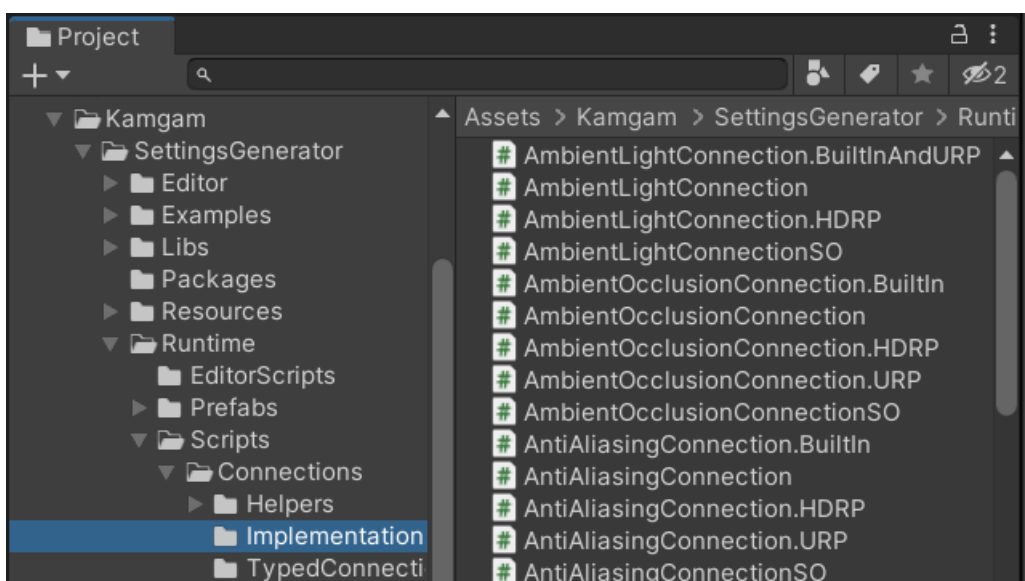 Project
2
Kamgam
SettingsGenerator
Editor
Examples
Libs
Packages
Resources
Runtime
EditorScripts
Prefabs
Scripts
Connections
Helpers
Implementation
TypedConnecti
Assets > Kamgam > SettingsGenerator > Runti
AmbientLightConnection.BuiltInAndURP
AmbientLightConnection
AmbientLightConnection.HDRP
AmbientLightConnectionSO
AmbientOcclusionConnection.BuiltIn
AmbientOcclusionConnection
AmbientOcclusionConnection.HDRP
AmbientOcclusionConnection.URP
AmbientOcclusionConnectionSO
AntiAliasingConnection.BuiltIn
AntiAliasingConnection
AntiAliasingConnection.HDRP
AntiAliasingConnection.URP
AntiAliasingConnectionSO